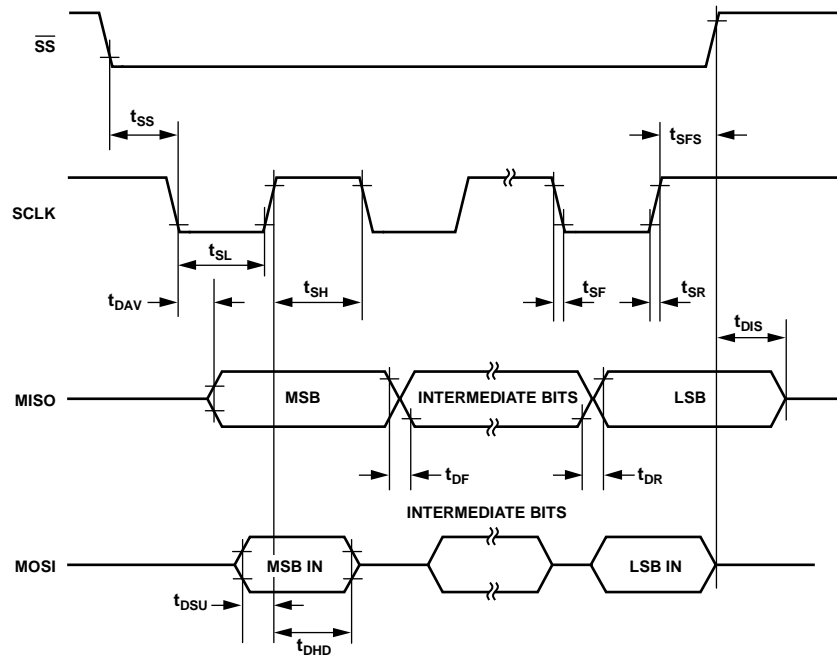 SS
tSS
tSFS
SCLK
tSL
tSH
tSF
tSR
tDAV
tDIS
MISO
MSB
INTERMEDIATE BITS
LSB
tDF
tDR
INTERMEDIATE BITS
MOSI
MSB IN
LSB IN
tDSU
tDHD